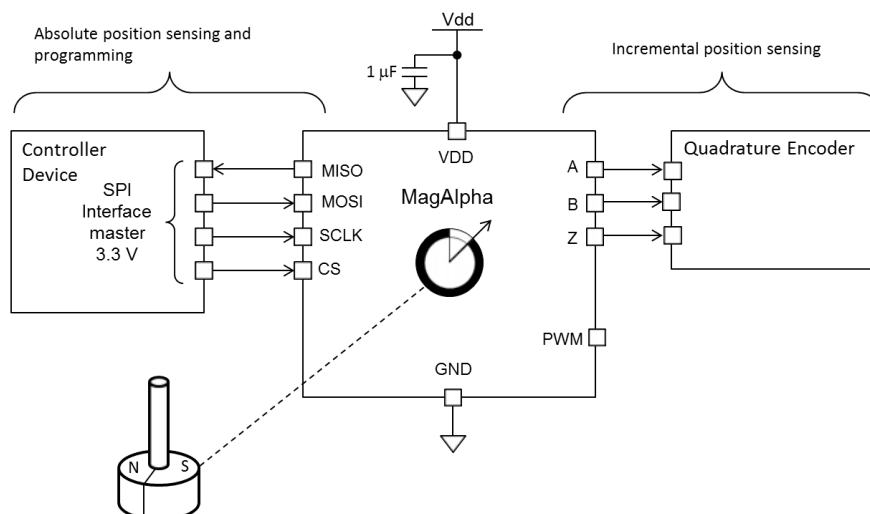 Absolute position sensing and
programming
Vdd
1 μF
Incremental position sensing
Controller
Device
SPI
Interface
master
3.3 V
MISO
MOSI
SCLK
CS
VDD
MagAlpha
GND
A
B
Z
PWM
Quadrature Encoder
N
S